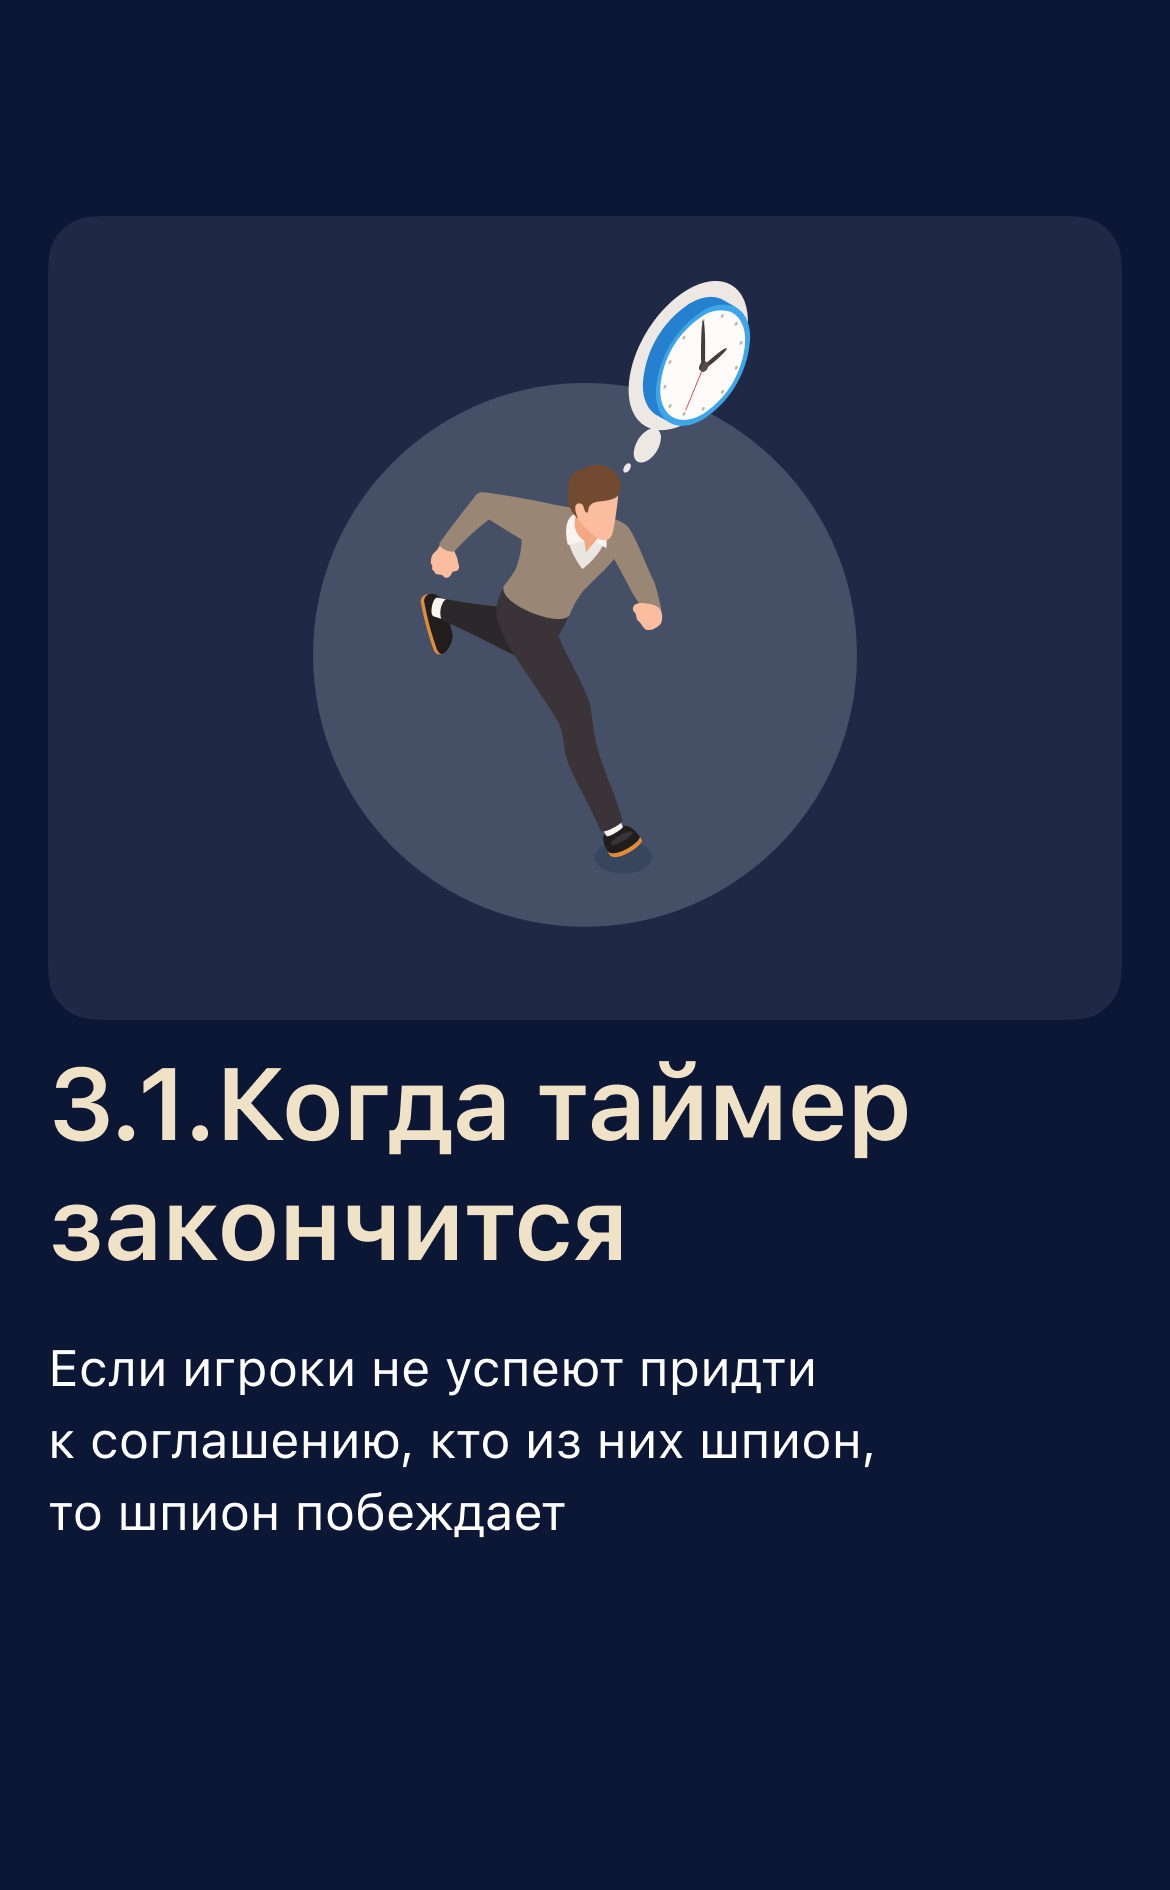 3.1.Когда таймер
закончится
Если игроки не успеют придти
к соглашению, кто из них шпион,
то шпион побеждает